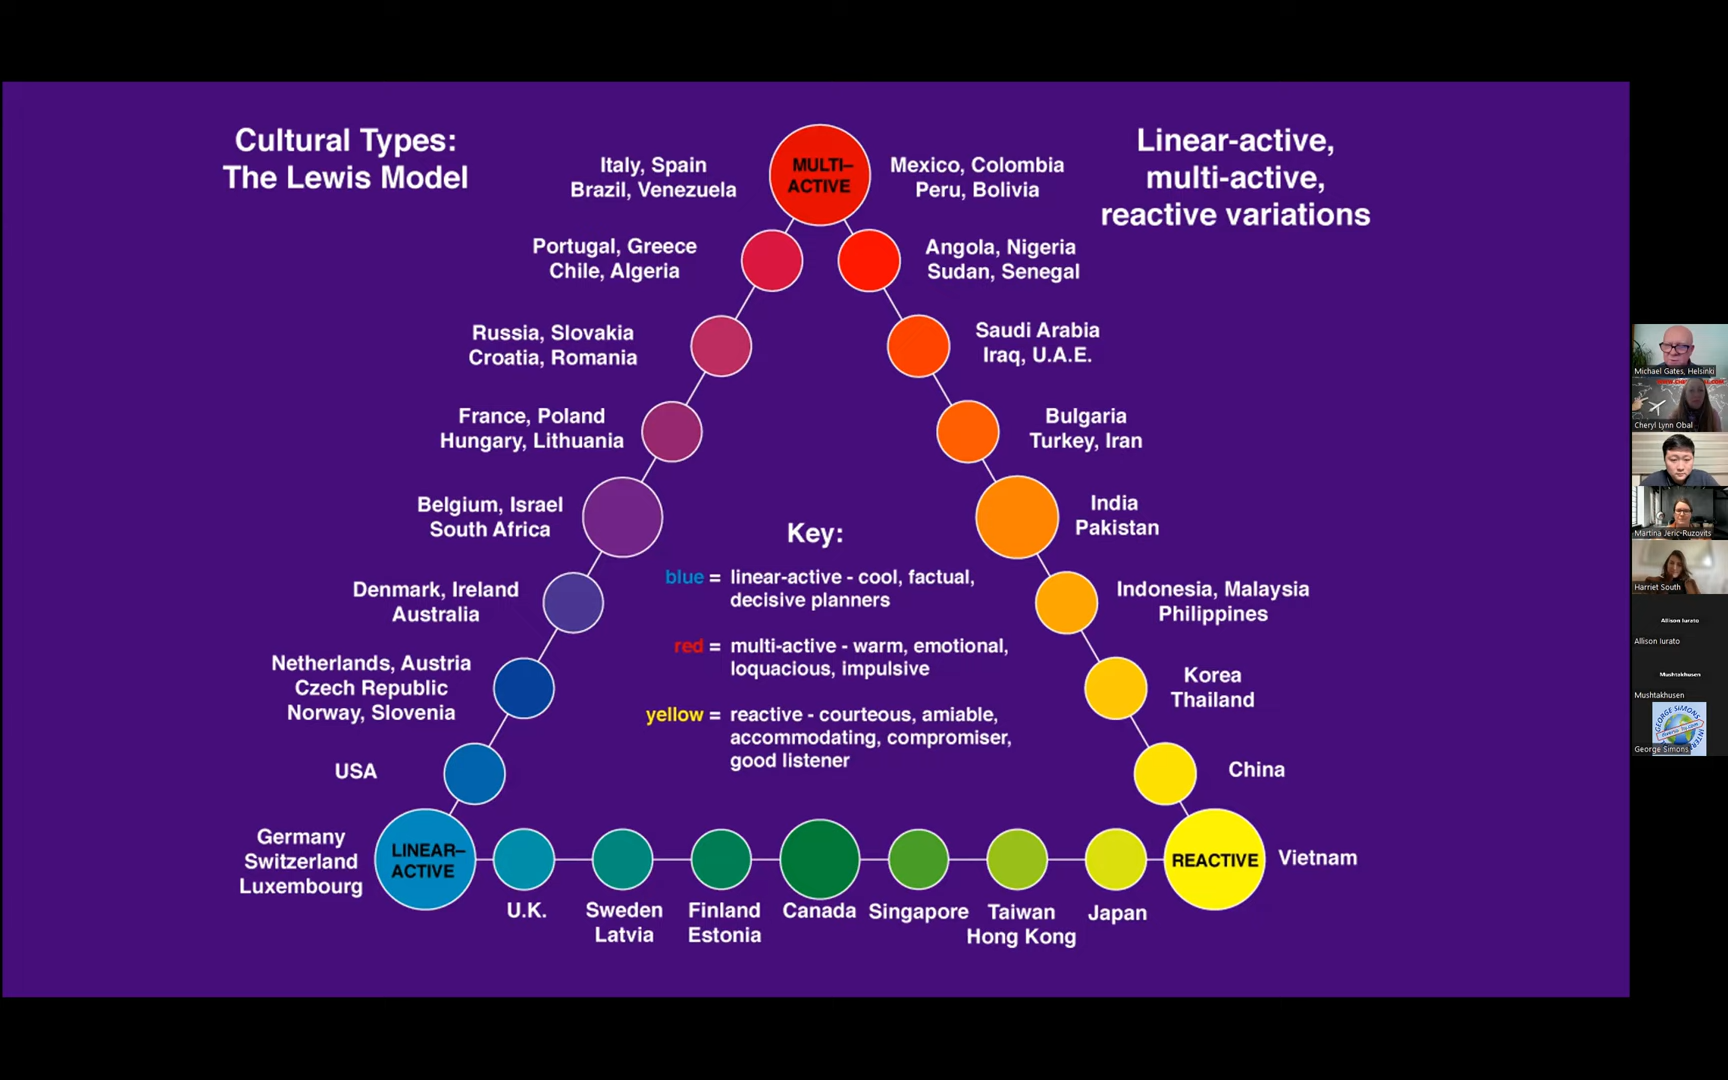 Cultural Types:
The Lewis Model
Linear-active,
multi-active,
reactive variations
MULTI–
ACTIVE
Italy, Spain
Brazil, Venezuela
Mexico, Colombia
Peru, Bolivia
Portugal, Greece
Chile, Algeria
Angola, Nigeria
Sudan, Senegal
Russia, Slovakia
Croatia, Romania
Saudi Arabia
Iraq, U.A.E.
France, Poland
Hungary, Lithuania
Bulgaria
Turkey, Iran
Belgium, Israel
South Africa
India
Pakistan
Denmark, Ireland
Australia
Indonesia, Malaysia
Philippines
Netherlands, Austria
Czech Republic
Norway, Slovenia
Korea
Thailand
USA
China
Germany
Switzerland
Luxembourg
LINEAR–
ACTIVE
REACTIVE
Vietnam
U.K.
Sweden
Latvia
Finland
Estonia
Canada
Singapore
Taiwan
Hong Kong
Japan
Key:
blue = linear-active - cool, factual,
decisive planners
red = multi-active - warm, emotional,
loquacious, impulsive
yellow = reactive - courteous, amiable,
accommodating, compromiser,
good listener
Michael Gates, Helsinki
Cheryl Lynn Obal
Martina Jeric-Ruzovits
Harriet South
Allison Iurato
Allison Iurato
Mushtakhusen
Mushtakhusen
GEORGE SIMONS
George Simons